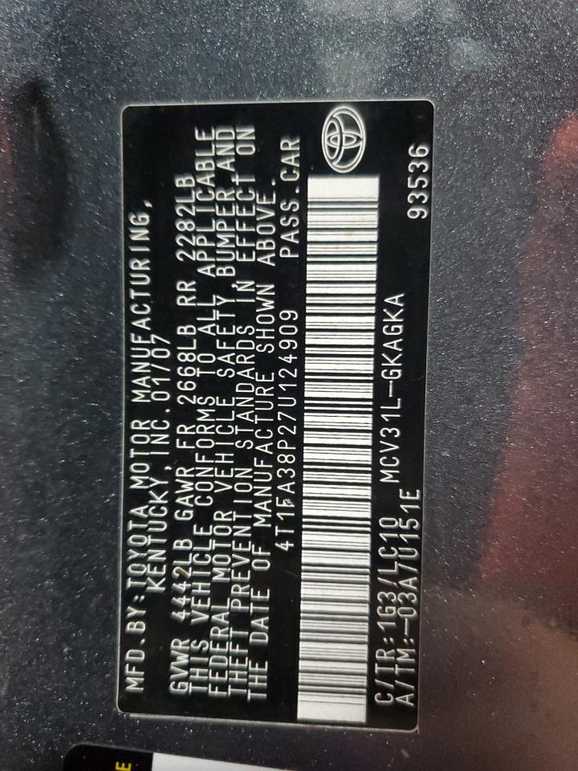 MFD.BY:TOYOTA MOTOR MANUFACTURING,
KENTUCKY, INC. 01/07
GVWR 4442LB GAWR FR 2668LB RR 2282LB
THIS VEHICLE CONFORMS TO ALL APPLICABLE
FEDERAL MOTOR VEHICLE SAFETY, BUMPER, AND
THEFT PREVENTION STANDARDS IN EFFECT ON
THE DATE OF MANUFACTURE SHOWN ABOVE.
4T1FA38P27U124909 PASS.CAR
C/TR:1G3/LC10 MCV31L-GKAGKA
A/TM:-03A/U151E 93536
E